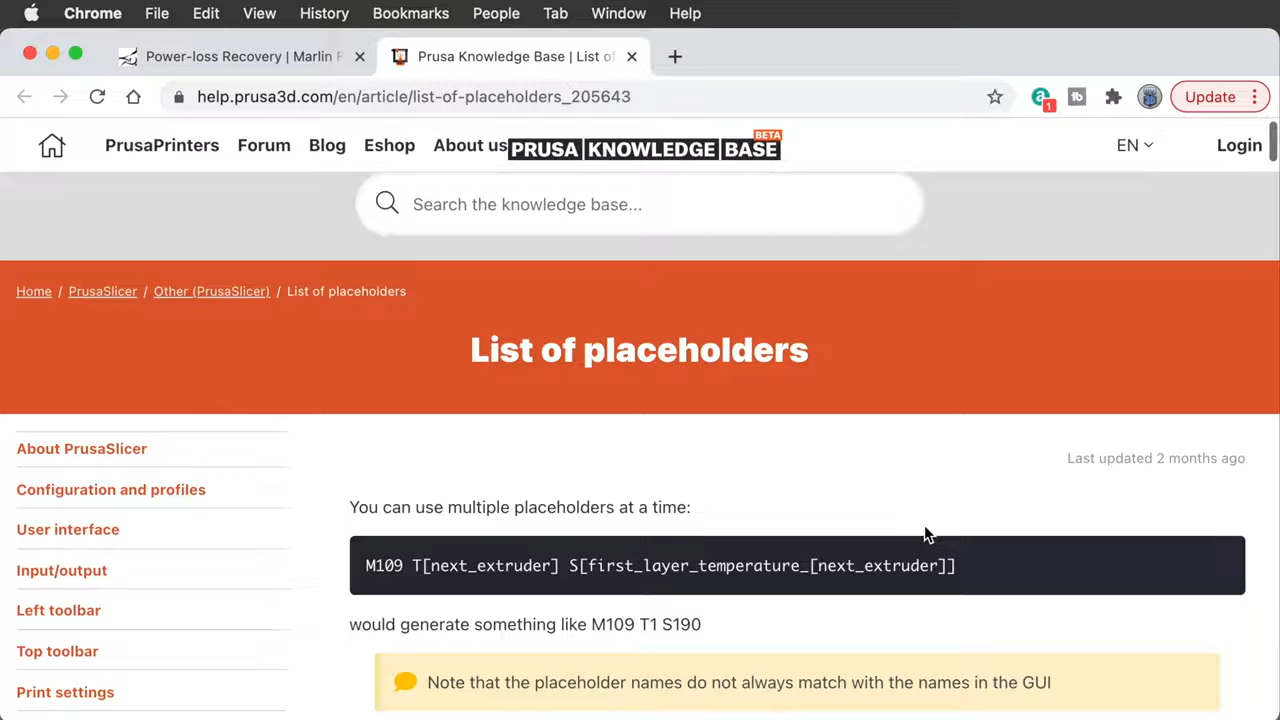 Chrome File Edit View History Bookmarks People Tab Window Help
Power-loss Recovery | Marlin F
Prusa Knowledge Base | List of
help.prusa3d.com/en/article/list-of-placeholders_205643
1
Update
PrusaPrinters Forum Blog Eshop About us
PRUSA KNOWLEDGE BASE
BETA
EN
Login
Search the knowledge base...
Home / PrusaSlicer / Other (PrusaSlicer) / List of placeholders
List of placeholders
About PrusaSlicer
Configuration and profiles
User interface
Input/output
Left toolbar
Top toolbar
Print settings
Last updated 2 months ago
You can use multiple placeholders at a time:
M109 T[next_extruder] S[first_layer_temperature_[next_extruder]]
would generate something like M109 T1 S190
Note that the placeholder names do not always match with the names in the GUI